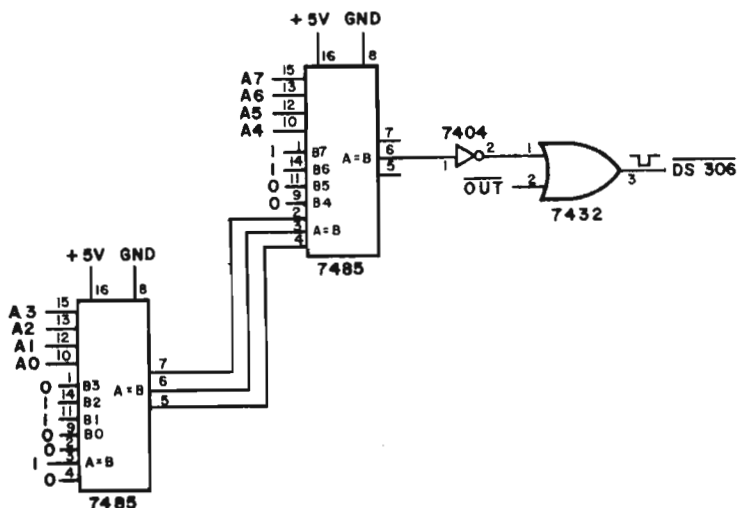 +5V GND
16 8
A7 15
A6 13
A5 12
A4 10
1 1 B7
1 14 B6
0 11 B5
0 9 B4
2
3 A=B
4
A=B
7
6
5
7485
7404
1 2
1
OUT 2
3 DS 306
7432
+5V GND
16 8
A3 15
A2 13
A1 12
A0 10
0 1 B3
1 14 B2
1 11 B1
0 9 B0
0 2
1 3 A=B
0 4
A=B
7
6
5
7485